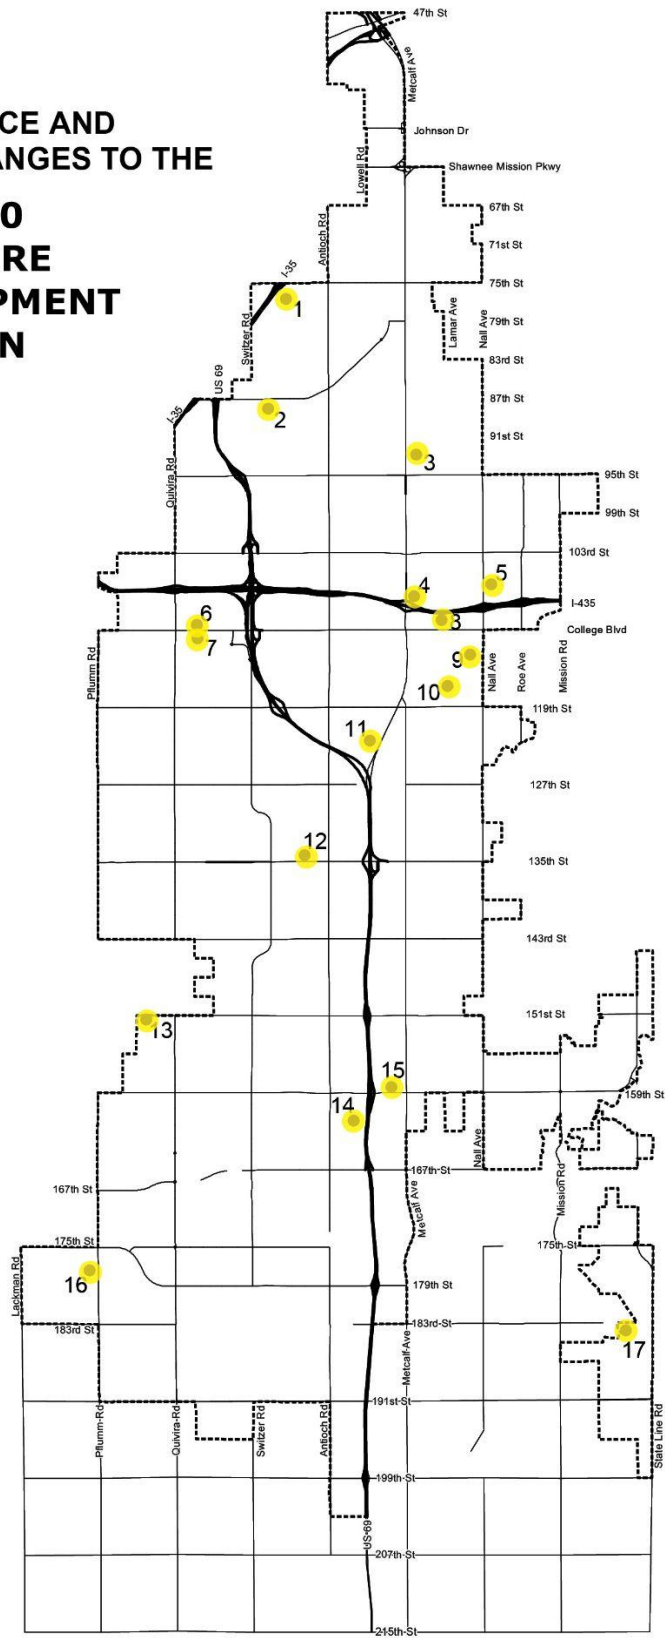 47th St
Metcalf Ave
CE AND
Johnson Dr
ANGES TO THE
Lowell Rd
Shawnee Mission Pkwy
0
67th St
Antioch Rd
RE
71st St
I-35
75th St
PMENT
1
Switzer Rd
Lamar Ave
Nall Ave
79th St
N
83rd St
US 69
87th St
I-35
2
91st St
3
Quivira Rd
95th St
99th St
103rd St
5
4
I-435
6
3
College Blvd
7
9
Pflumm Rd
Nall Ave
Roe Ave
Mission Rd
10
119th St
11
127th St
12
135th St
143rd St
151st St
13
15
159th St
14
Nall Ave
167th St
167th St
Mission Rd
Metcalf Ave
175th St
175th St
16
Lackman Rd
179th St
183rd St
183rd St
17
Metcalf Ave
191st St
Pflumm Rd
Quivira Rd
Switzer Rd
Antioch Rd
State Line Rd
199th St
US 69
207th St
215th St